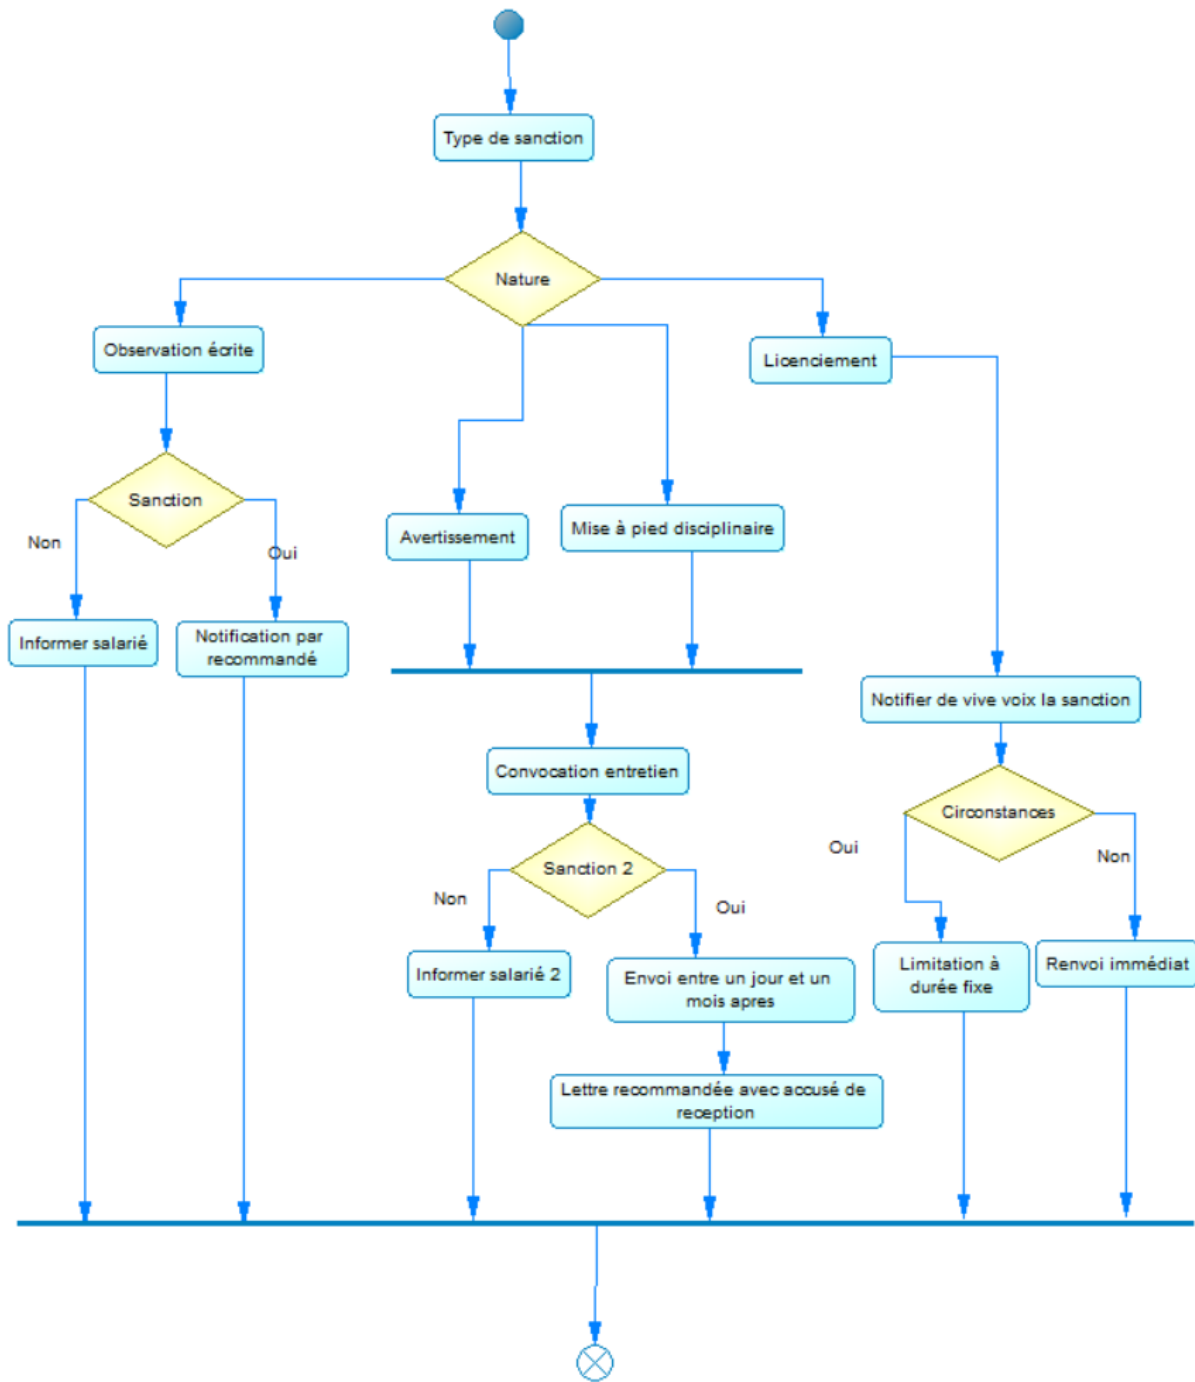 Type de sanction
Nature
Observation écrite
Licenciement
Sanction
Non
Oui
Avertissement
Mise à pied disciplinaire
Informer salarié
Notification par
recommandé
Notifier de vive voix la sanction
Convocation entretien
Circonstances
Oui
Non
Sanction 2
Non
Oui
Informer salarié 2
Envoi entre un jour et un
mois apres
Limitation à
durée fixe
Renvoi immédiat
Lettre recommandée avec accusé de
reception